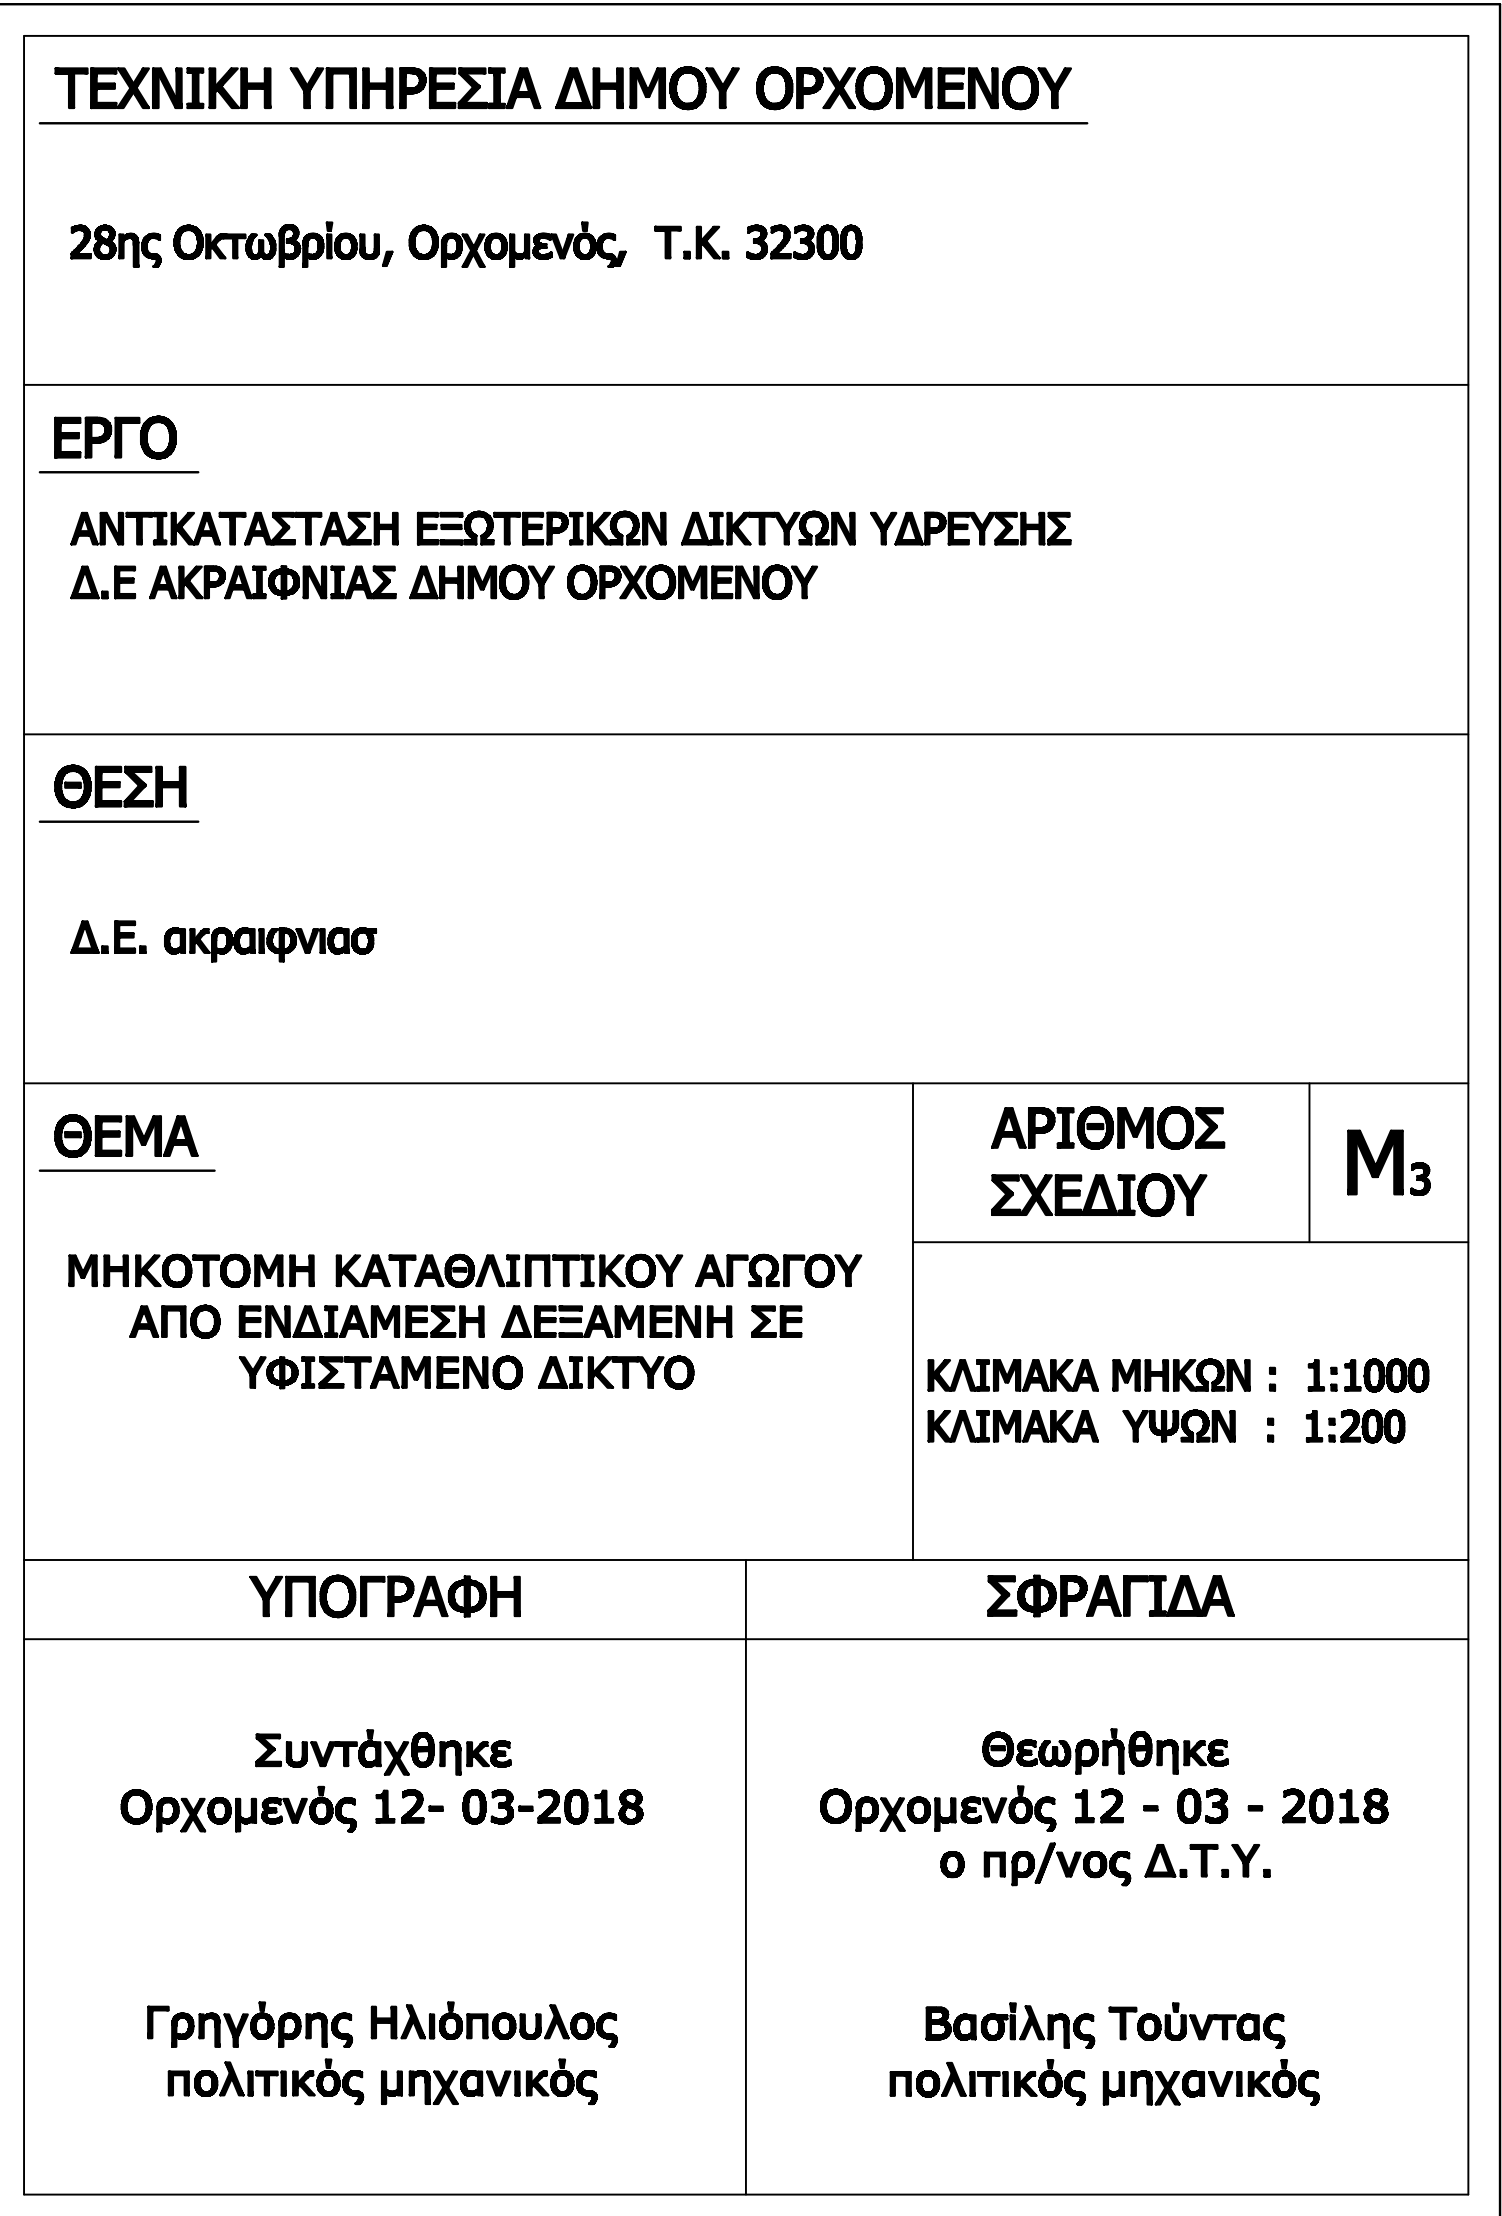 ΤΕΧΝΙΚΗ ΥΠΗΡΕΣΙΑ ΔΗΜΟΥ ΟΡΧΟΜΕΝΟΥ
28ης Οκτωβρίου, Ορχομενός, Τ.Κ. 32300
ΕΡΓΟ
ΑΝΤΙΚΑΤΑΣΤΑΣΗ ΕΞΩΤΕΡΙΚΩΝ ΔΙΚΤΥΩΝ ΥΔΡΕΥΣΗΣ
Δ.Ε ΑΚΡΑΙΦΝΙΑΣ ΔΗΜΟΥ ΟΡΧΟΜΕΝΟΥ
ΘΕΣΗ
Δ.Ε. ακραιφνιασ
ΘΕΜΑ
ΜΗΚΟΤΟΜΗ ΚΑΤΑΘΛΙΠΤΙΚΟΥ ΑΓΩΓΟΥ
ΑΠΟ ΕΝΔΙΑΜΕΣΗ ΔΕΞΑΜΕΝΗ ΣΕ
ΥΦΙΣΤΑΜΕΝΟ ΔΙΚΤΥΟ
ΑΡΙΘΜΟΣ
ΣΧΕΔΙΟΥ
Μ3
ΚΛΙΜΑΚΑ ΜΗΚΩΝ : 1:1000
ΚΛΙΜΑΚΑ ΥΨΩΝ : 1:200
ΥΠΟΓΡΑΦΗ
Συντάχθηκε
Ορχομενός 12- 03-2018
Γρηγόρης Ηλιόπουλος
πολιτικός μηχανικός
ΣΦΡΑΓΙΔΑ
Θεωρήθηκε
Ορχομενός 12 - 03 - 2018
ο πρ/νος Δ.Τ.Υ.
Βασίλης Τούντας
πολιτικός μηχανικός